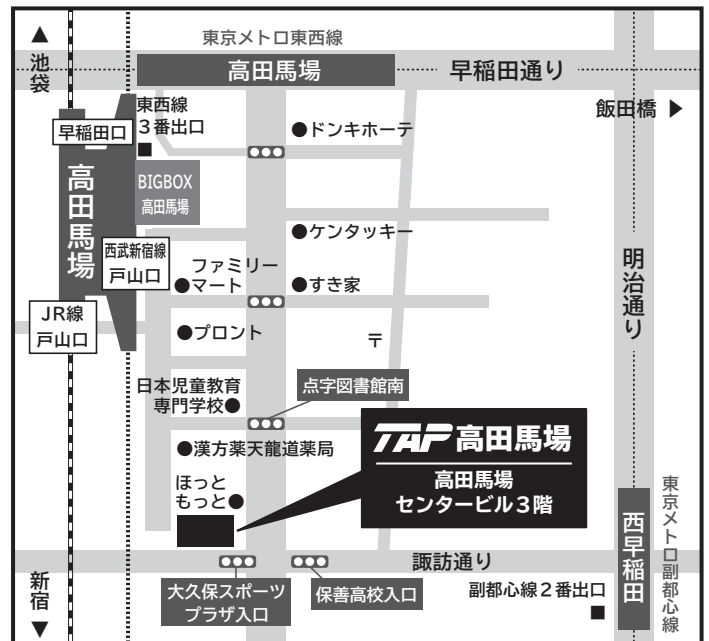 東京メトロ東西線
▲
池袋
高田馬場
早稲田通り
東西線
３番出口
■
飯田橋 ▶
早稲田口
●ドンキホーテ
高田馬場
BIGBOX
高田馬場
●ケンタッキー
西武新宿線
戸山口
ファミリー
●マート
●すき家
明治通り
JR線
戸山口
●プロント
〒
日本児童教育
専門学校●
点字図書館南
TAP 高田馬場
高田馬場
センタービル３階
●漢方薬天龍道薬局
ほっと
もっと●
西早稲田
東京メトロ副都心線
諏訪通り
新宿
▼
大久保スポーツ
プラザ入口
保善高校入口
副都心線２番出口
■